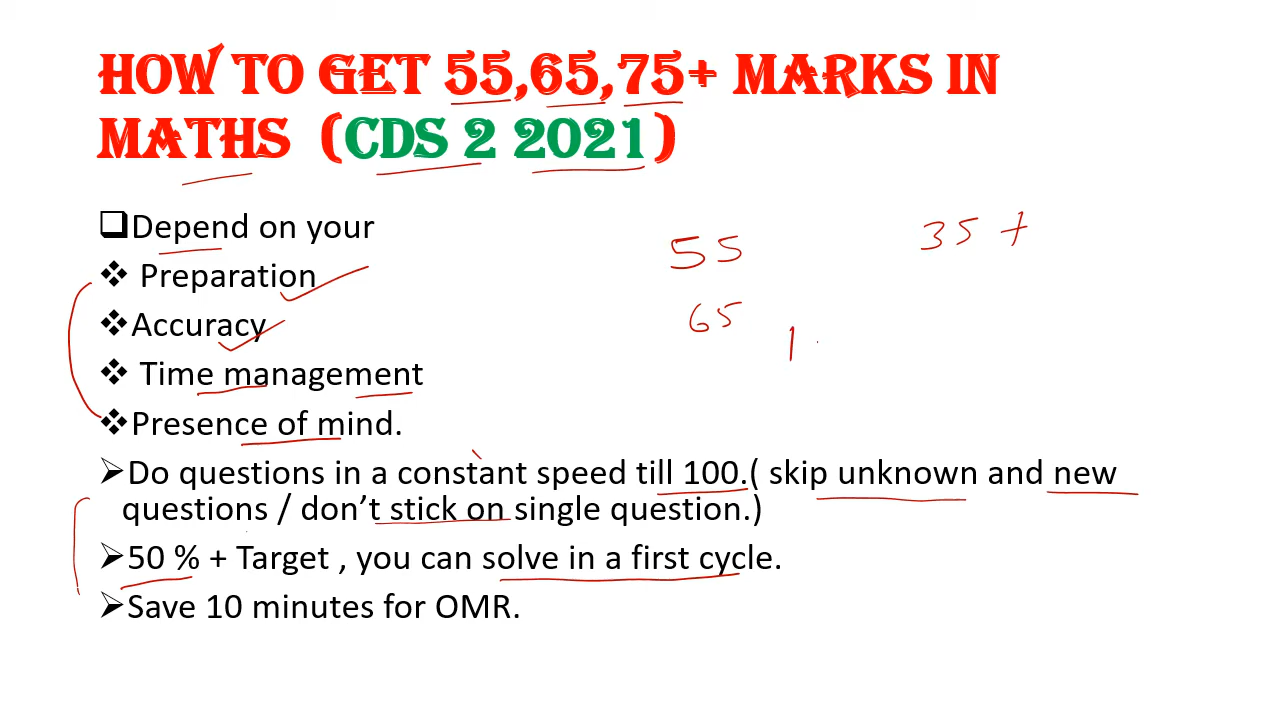 HOW TO GET 55,65,75+ MARKS IN
MATHS (CDS 2 2021)
Depend on your
Preparation
Accuracy
Time management
Presence of mind.
Do questions in a constant speed till 100.( skip unknown and new
questions / don't stick on single question.)
50 % + Target , you can solve in a first cycle.
Save 10 minutes for OMR.
55
35 +
65
1